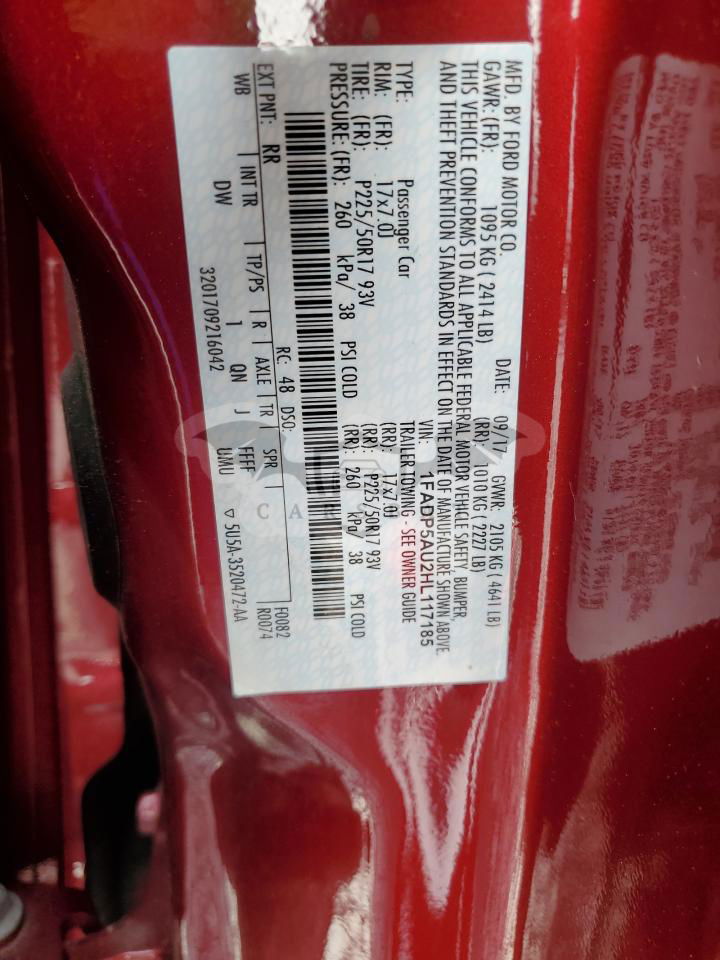 MFD. BY FORD MOTOR CO.
DATE: 09/17 GVWR: 2105 KG ( 4641 LB)
GAWR: (FR): 1095 KG ( 2414 LB) (RR): 1010 KG ( 2227 LB)
THIS VEHICLE CONFORMS TO ALL APPLICABLE FEDERAL MOTOR VEHICLE SAFETY, BUMPER,
AND THEFT PREVENTION STANDARDS IN EFFECT ON THE DATE OF MANUFACTURE SHOWN ABOVE.
VIN: 1FADP5AU2HL117185
TYPE: Passenger Car TRAILER TOWING - SEE OWNER GUIDE
RIM: (FR): 17x7.0J (RR): 17x7.0J
TIRE: (FR): P225/50R17 93V (RR): P225/50R17 93V
PRESSURE: (FR): 260 kPa/ 38 PSI COLD (RR): 260 kPa/ 38 PSI COLD
RC: 48 DSO: F0082
EXT PNT: RR R0074
WB INT TR TP/PS R AXLE TR SPR
DW 1 QN J FFFF
3201709216042 UMU ▽ 5U5A-3520472-AA
CARS